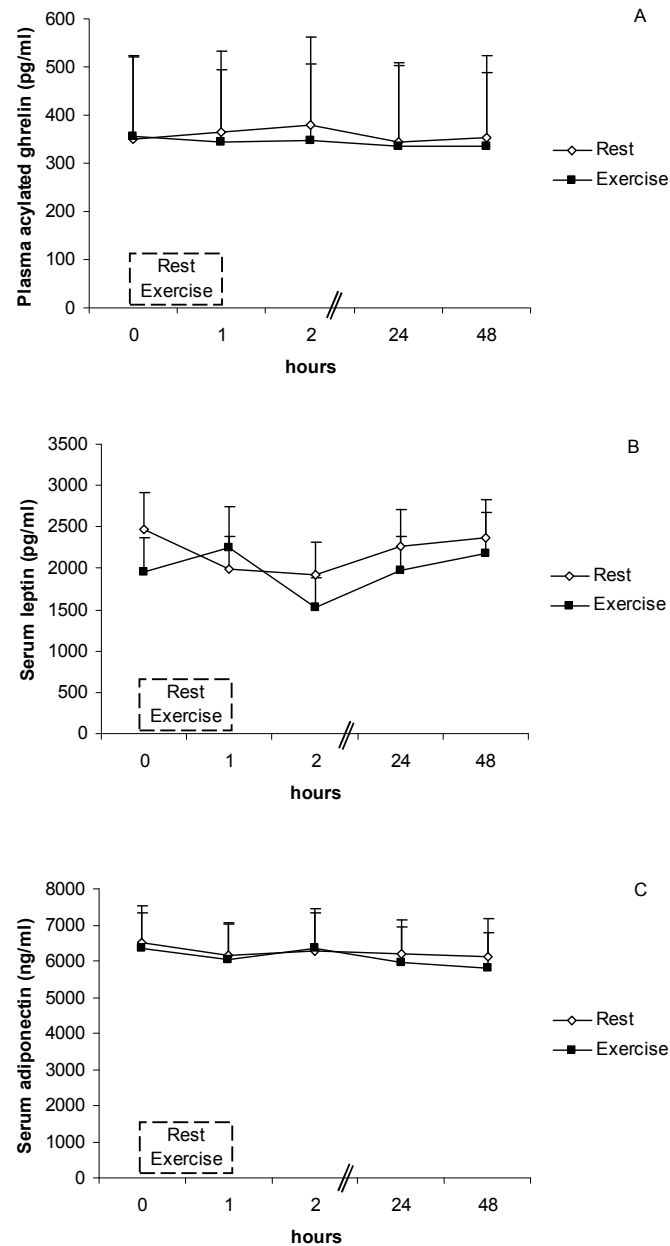 A
Plasma acylated ghrelin (pg/ml)
600
500
400
300
200
100
0
Rest
Exercise
Rest
Exercise
0 1 2 24 48
hours
B
Serum leptin (pg/ml)
3500
3000
2500
2000
1500
1000
500
0
Rest
Exercise
Rest
Exercise
0 1 2 24 48
hours
C
Serum adiponectin (ng/ml)
8000
7000
6000
5000
4000
3000
2000
1000
0
Rest
Exercise
Rest
Exercise
0 1 2 24 48
hours